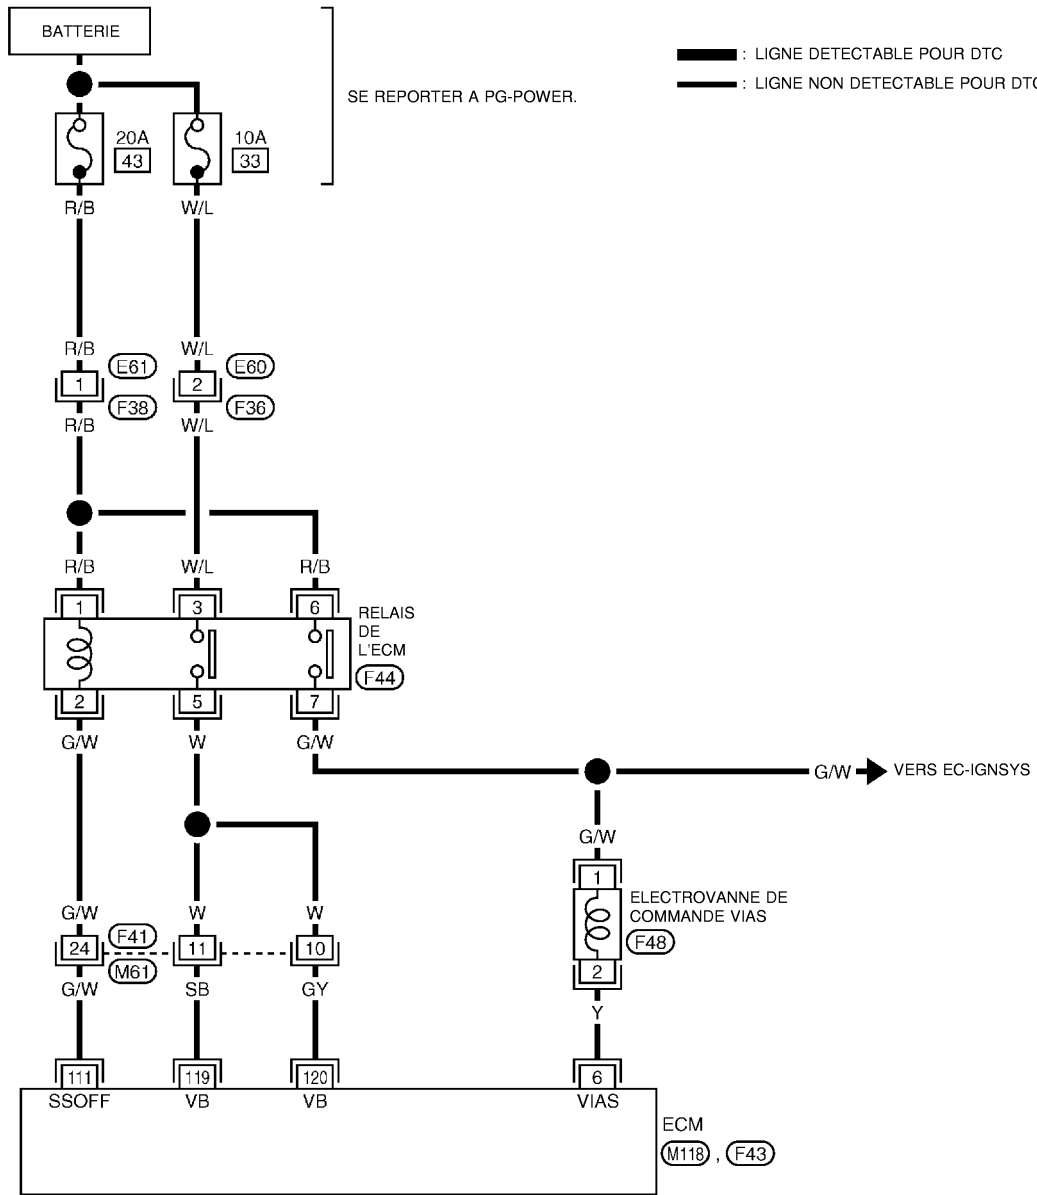 BATTERIE
: LIGNE DETECTABLE POUR DTC
: LIGNE NON DETECTABLE POUR DTC
SE REPORTER A PG-POWER.
20A 10A
43 33
R/B W/L
R/B W/L
E61 E60
1 2
F38 F36
R/B W/L
R/B W/L R/B
1 3 6
RELAIS
DE
L'ECM
F44
2 5 7
G/W W G/W
G/W VERS EC-IGNSYS
G/W
1
ELECTROVANNE DE
COMMANDE VIAS
F48
2
Y
G/W W W
F41
24 11 10
M61
G/W SB GY
111 119 120 6
SSOFF VB VB VIAS
ECM
M118 , F43